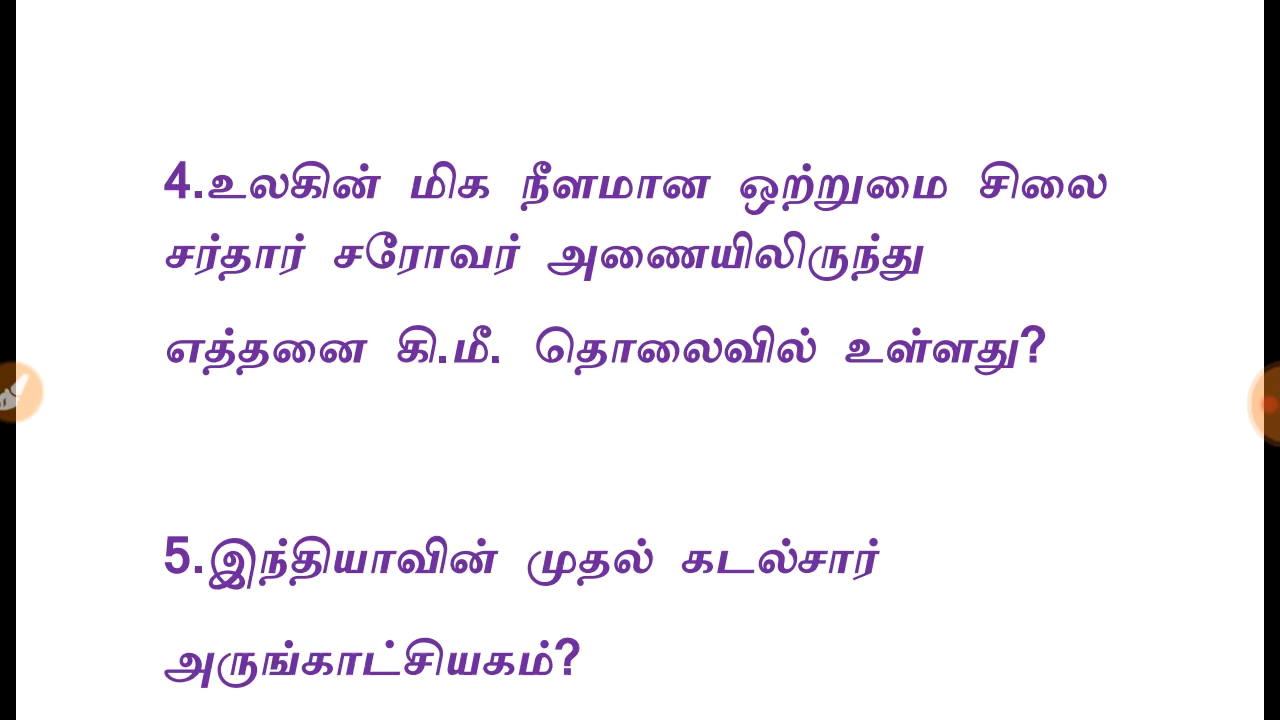 4.உலகின் மிக நீளமான ஒற்றுமை சிலை
சர்தார் சரோவர் அணையிலிருந்து
எத்தனை கி.மீ. தொலைவில் உள்ளது?
5.இந்தியாவின் முதல் கடல்சார்
அருங்காட்சியகம்?